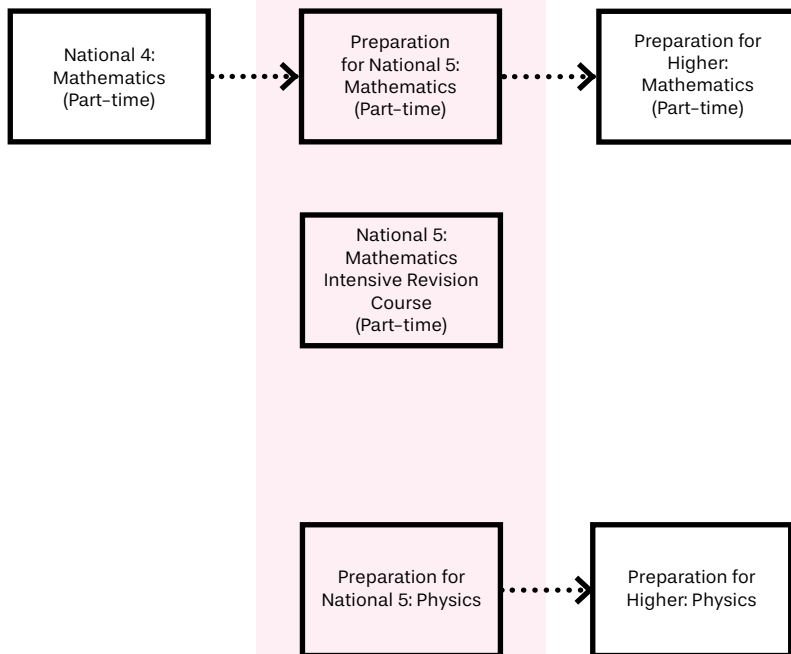 National 4:
Mathematics
(Part-time)
Preparation
for National 5:
Mathematics
(Part-time)
Preparation for
Higher:
Mathematics
(Part-time)
National 5:
Mathematics
Intensive Revision
Course
(Part-time)
Preparation for
National 5: Physics
Preparation for
Higher: Physics